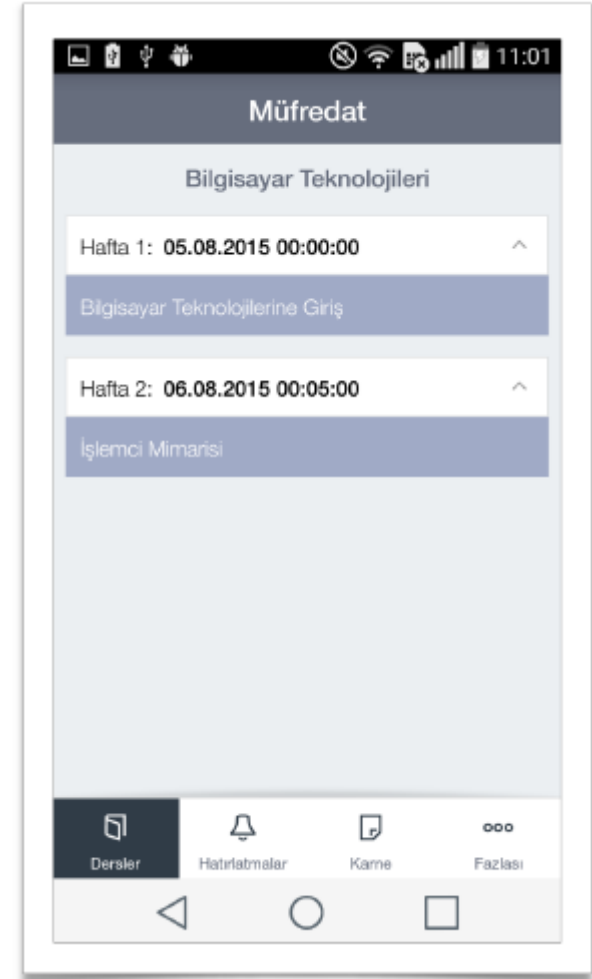 11:01
Müfredat
Bilgisayar Teknolojileri
Hafta 1: 05.08.2015 00:00:00
Bilgisayar Teknolojilerine Giriş
Hafta 2: 06.08.2015 00:05:00
İşlemci Mimarisi
Dersler Hatırlatmalar Karne Fazlası